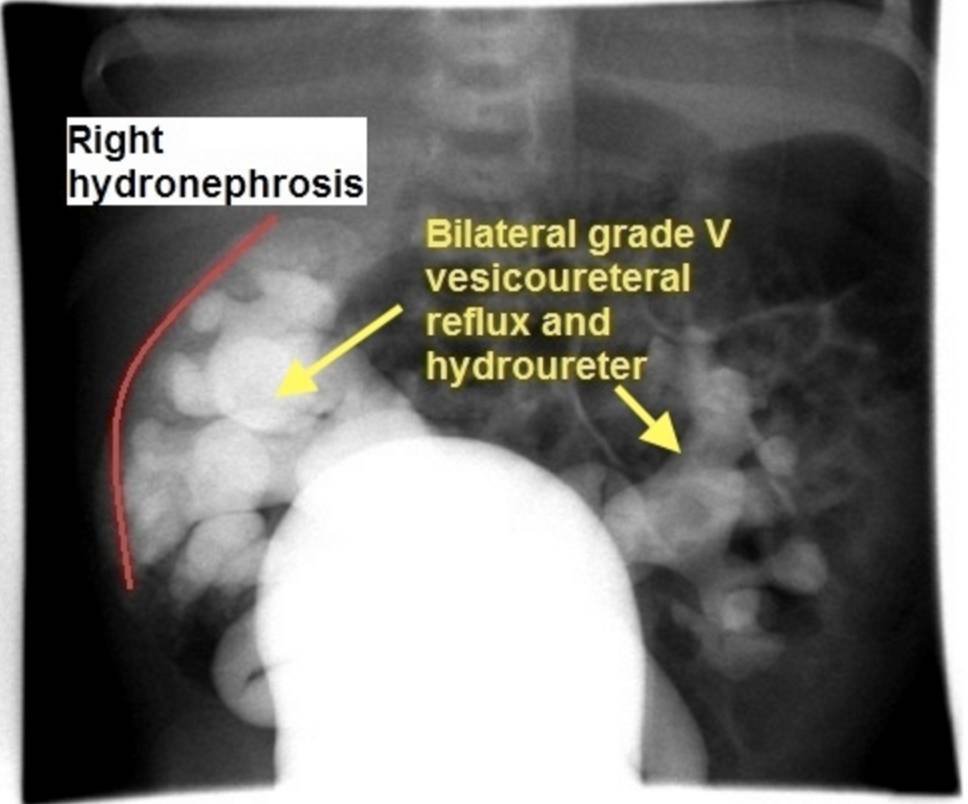 Right
hydronephrosis
Bilateral grade V
vesicoureteral
reflux and
hydroureter